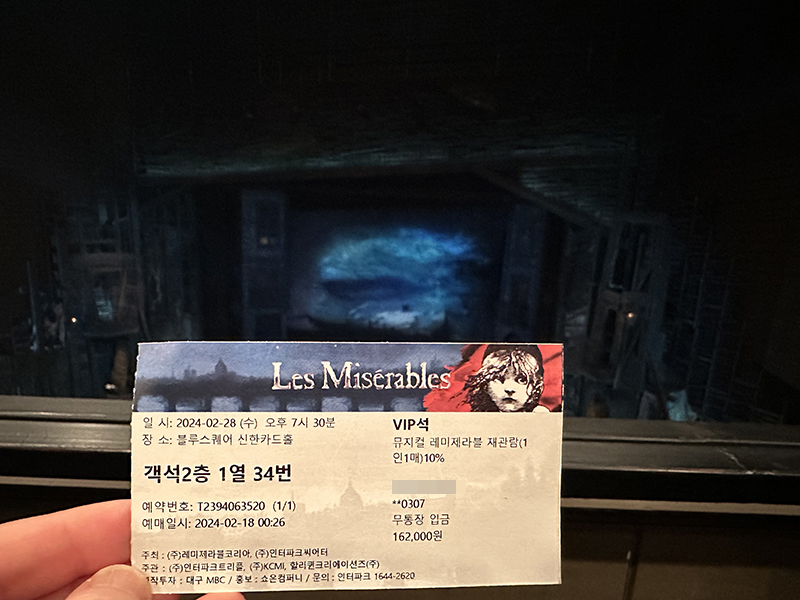 Les Misérables
일 시: 2024-02-28 (수) 오후 7시 30분
장 소: 블루스퀘어 신한카드홀
객석2층 1열 34번
예약번호: T2394063520 (1/1)
예매일시: 2024-02-18 00:26
VIP석
뮤지컬 레미제라블 재관람(1
인1매)10%
**0307
무통장 입금
162,000원
주최 : (주)레미제라블코리아, (주)인터파크씨어터
주관 : (주)인터파크트리플, (주)KCMI, 할리퀸크리에이션즈(주)
작투자 : 대구 MBC / 홍보 : 쇼온컴퍼니 / 문의 : 인터파크 1644-2620